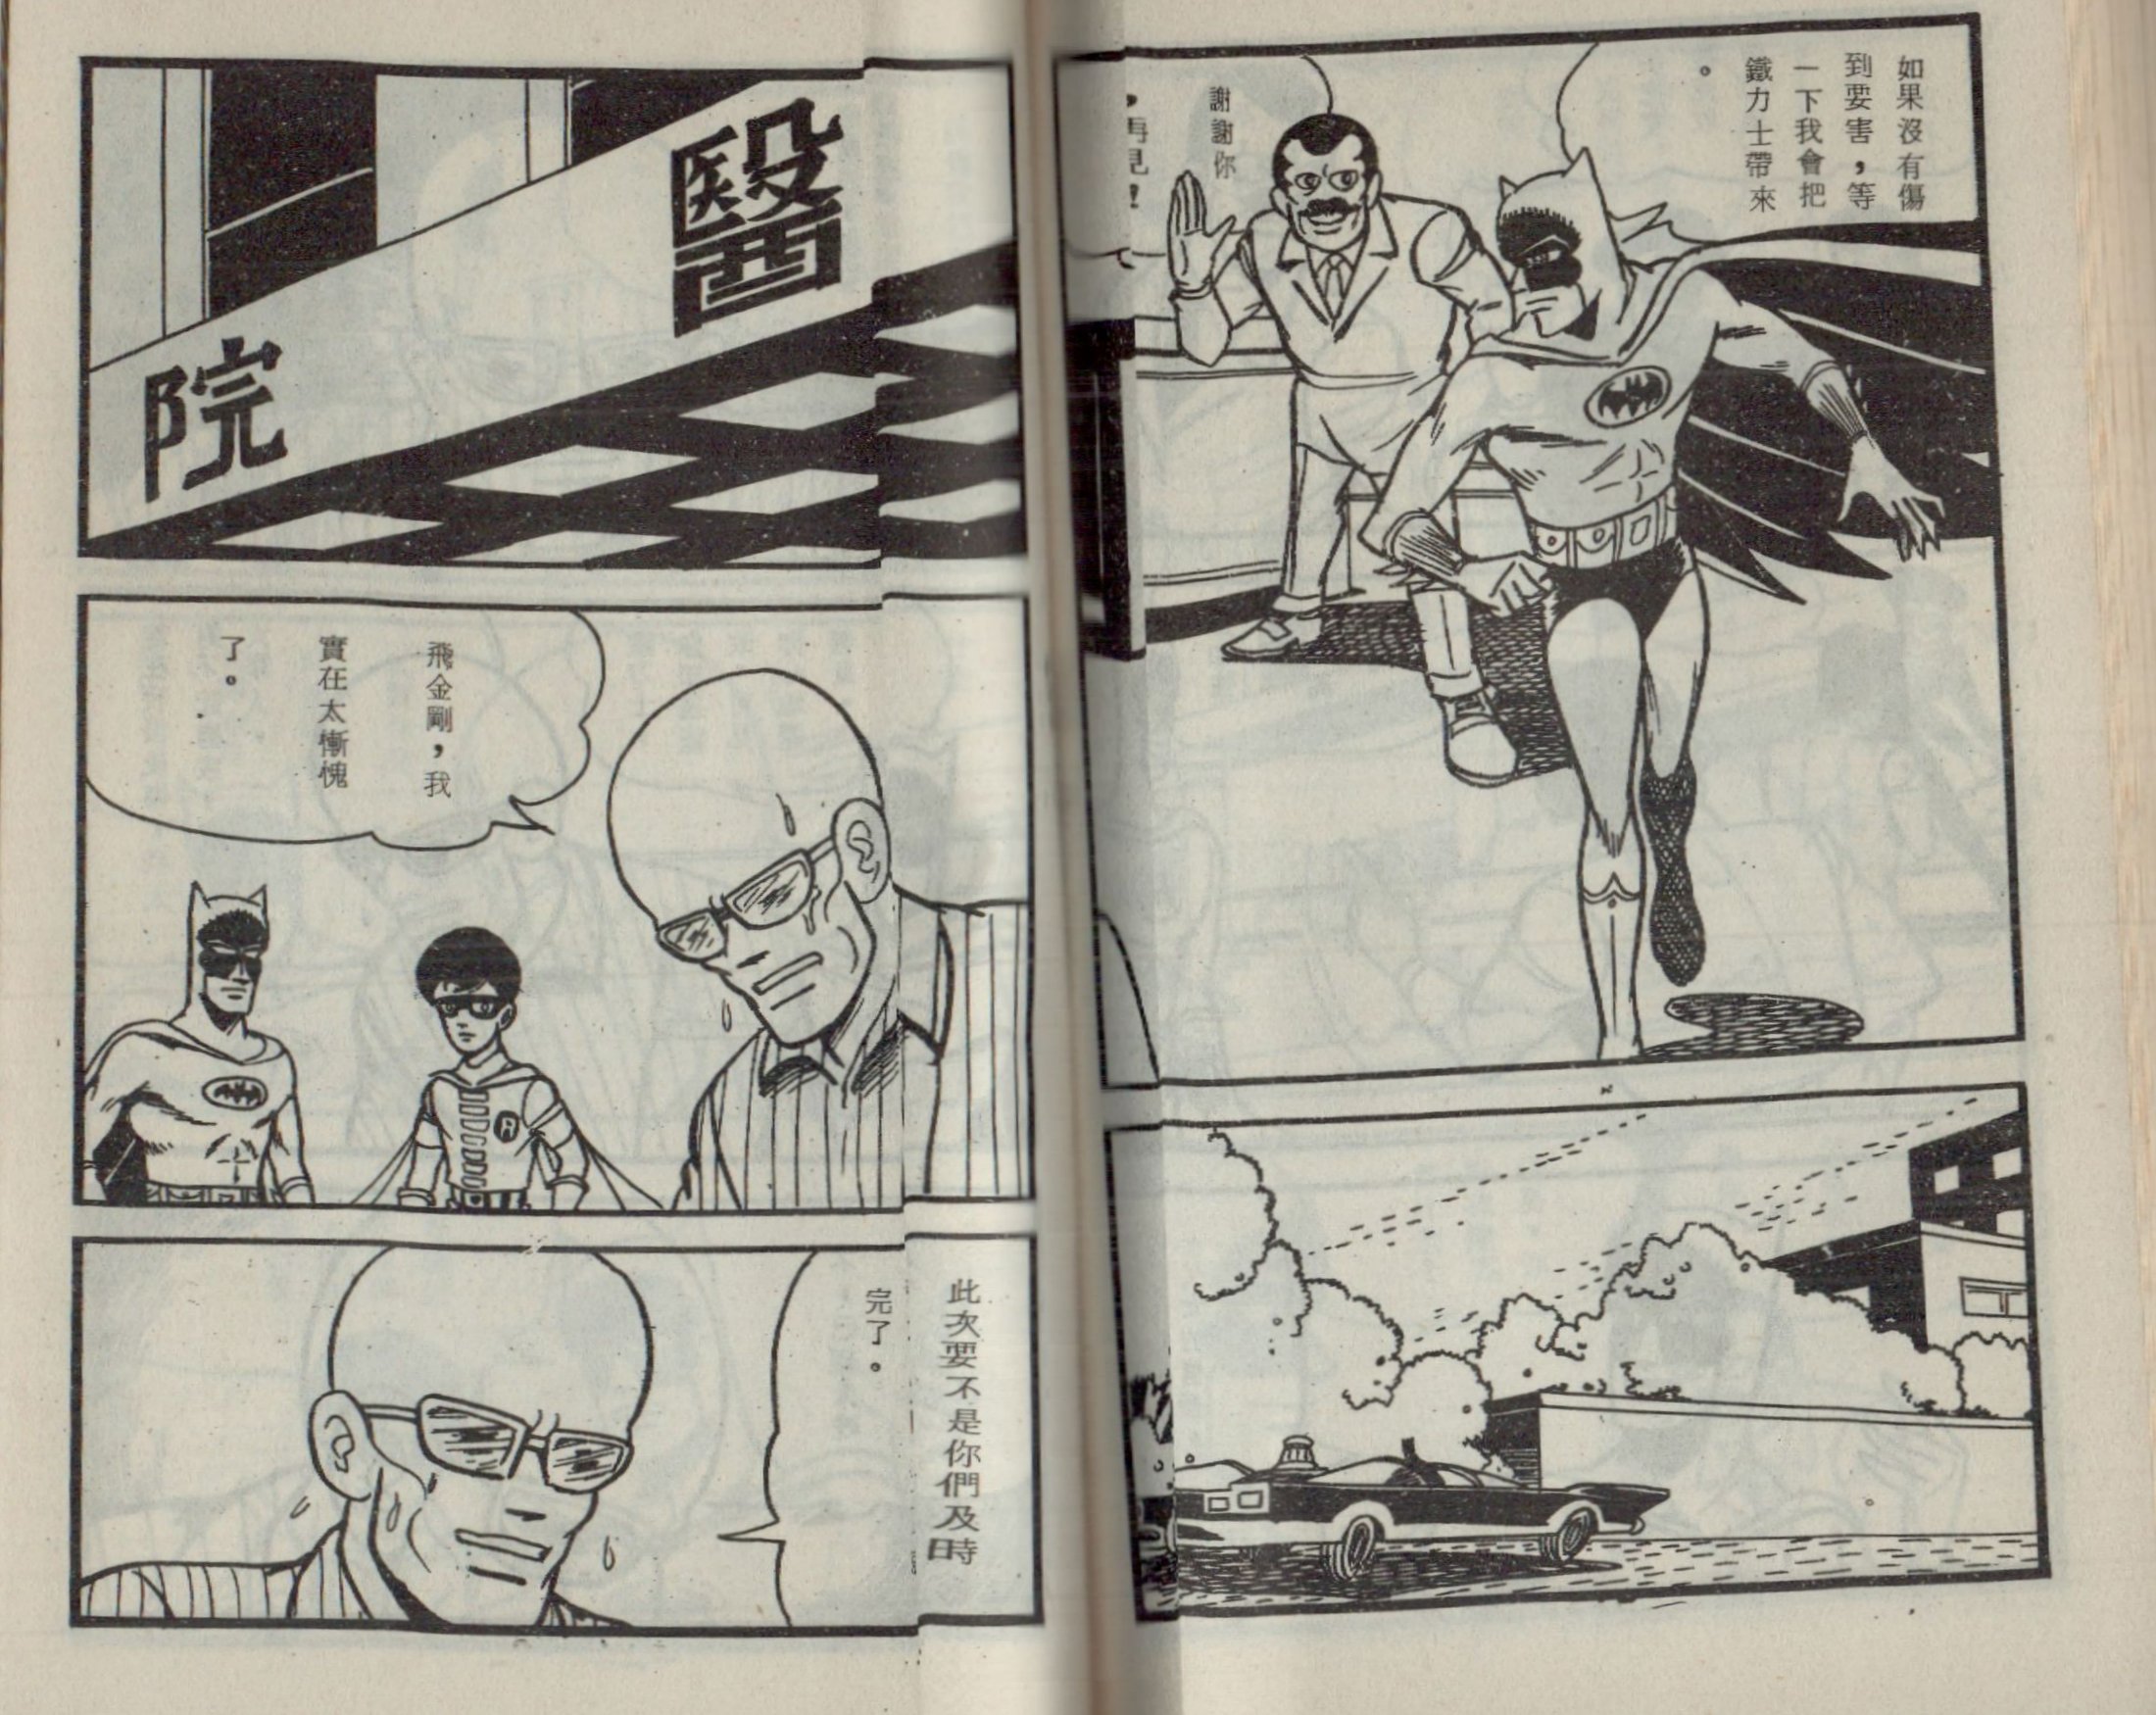 如果沒有傷
到要害，等
一下我會把
鐵力士帶來
。
謝謝你
，再見！
醫
院
飛金剛，我
實在太慚愧
了。
R
此次要不是你們及時
完了。